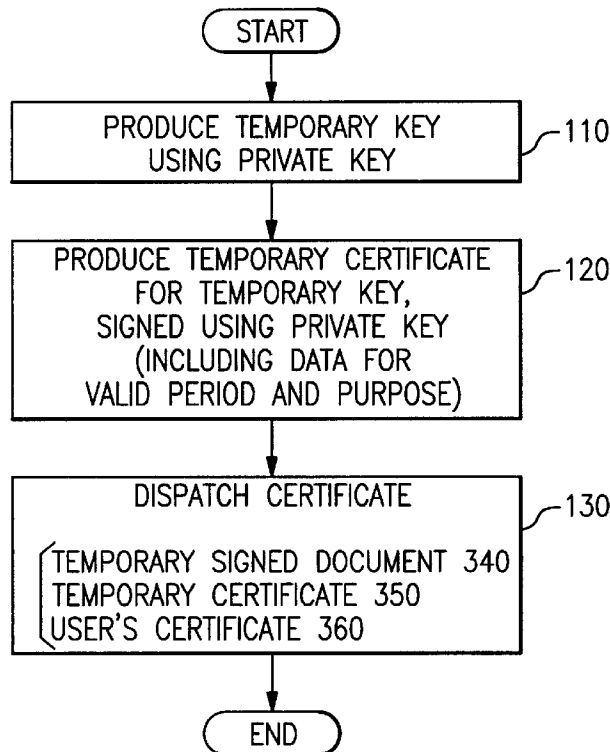 START
PRODUCE TEMPORARY KEY
USING PRIVATE KEY
110
PRODUCE TEMPORARY CERTIFICATE
FOR TEMPORARY KEY,
SIGNED USING PRIVATE KEY
(INCLUDING DATA FOR
VALID PERIOD AND PURPOSE)
120
DISPATCH CERTIFICATE
130
TEMPORARY SIGNED DOCUMENT 340
TEMPORARY CERTIFICATE 350
USER'S CERTIFICATE 360
END